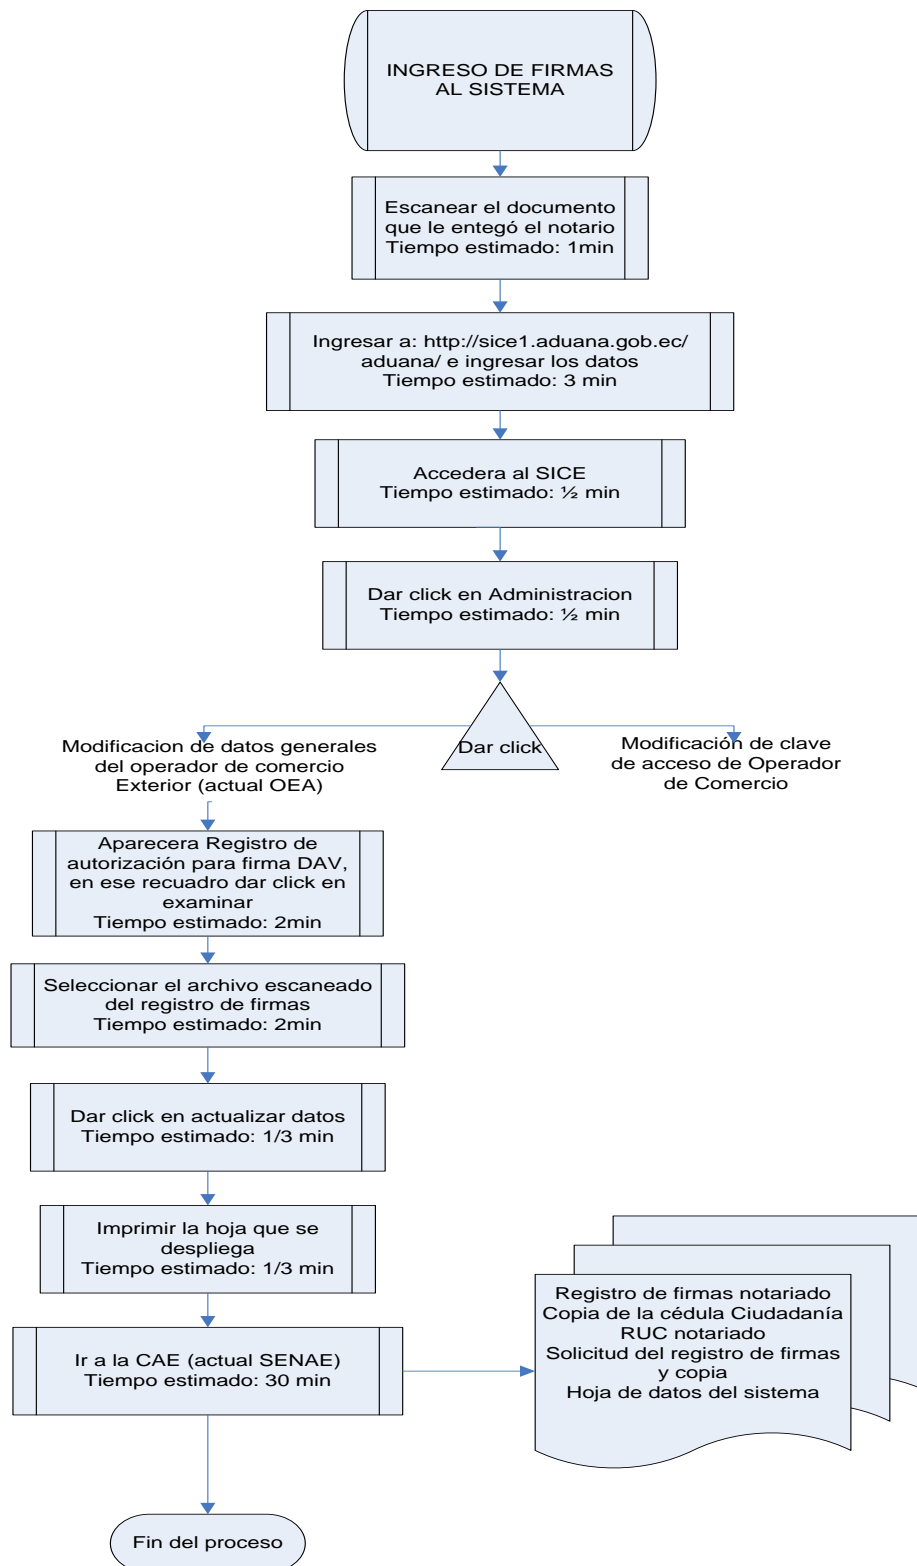 INGRESO DE FIRMAS
AL SISTEMA
Escanear el documento
que le entegó el notario
Tiempo estimado: 1min
Ingresar a: http://sice1.aduana.gob.ec/
aduana/ e ingresar los datos
Tiempo estimado: 3 min
Accedera al SICE
Tiempo estimado: ½ min
Dar click en Administracion
Tiempo estimado: ½ min
Dar click
Modificacion de datos generales
del operador de comercio
Exterior (actual OEA)
Modificación de clave
de acceso de Operador
de Comercio
Aparecera Registro de
autorización para firma DAV,
en ese recuadro dar click en
examinar
Tiempo estimado: 2min
Seleccionar el archivo escaneado
del registro de firmas
Tiempo estimado: 2min
Dar click en actualizar datos
Tiempo estimado: 1/3 min
Imprimir la hoja que se
despliega
Tiempo estimado: 1/3 min
Ir a la CAE (actual SENAE)
Tiempo estimado: 30 min
Registro de firmas notariado
Copia de la cédula Ciudadanía
RUC notariado
Solicitud del registro de firmas
y copia
Hoja de datos del sistema
Fin del proceso